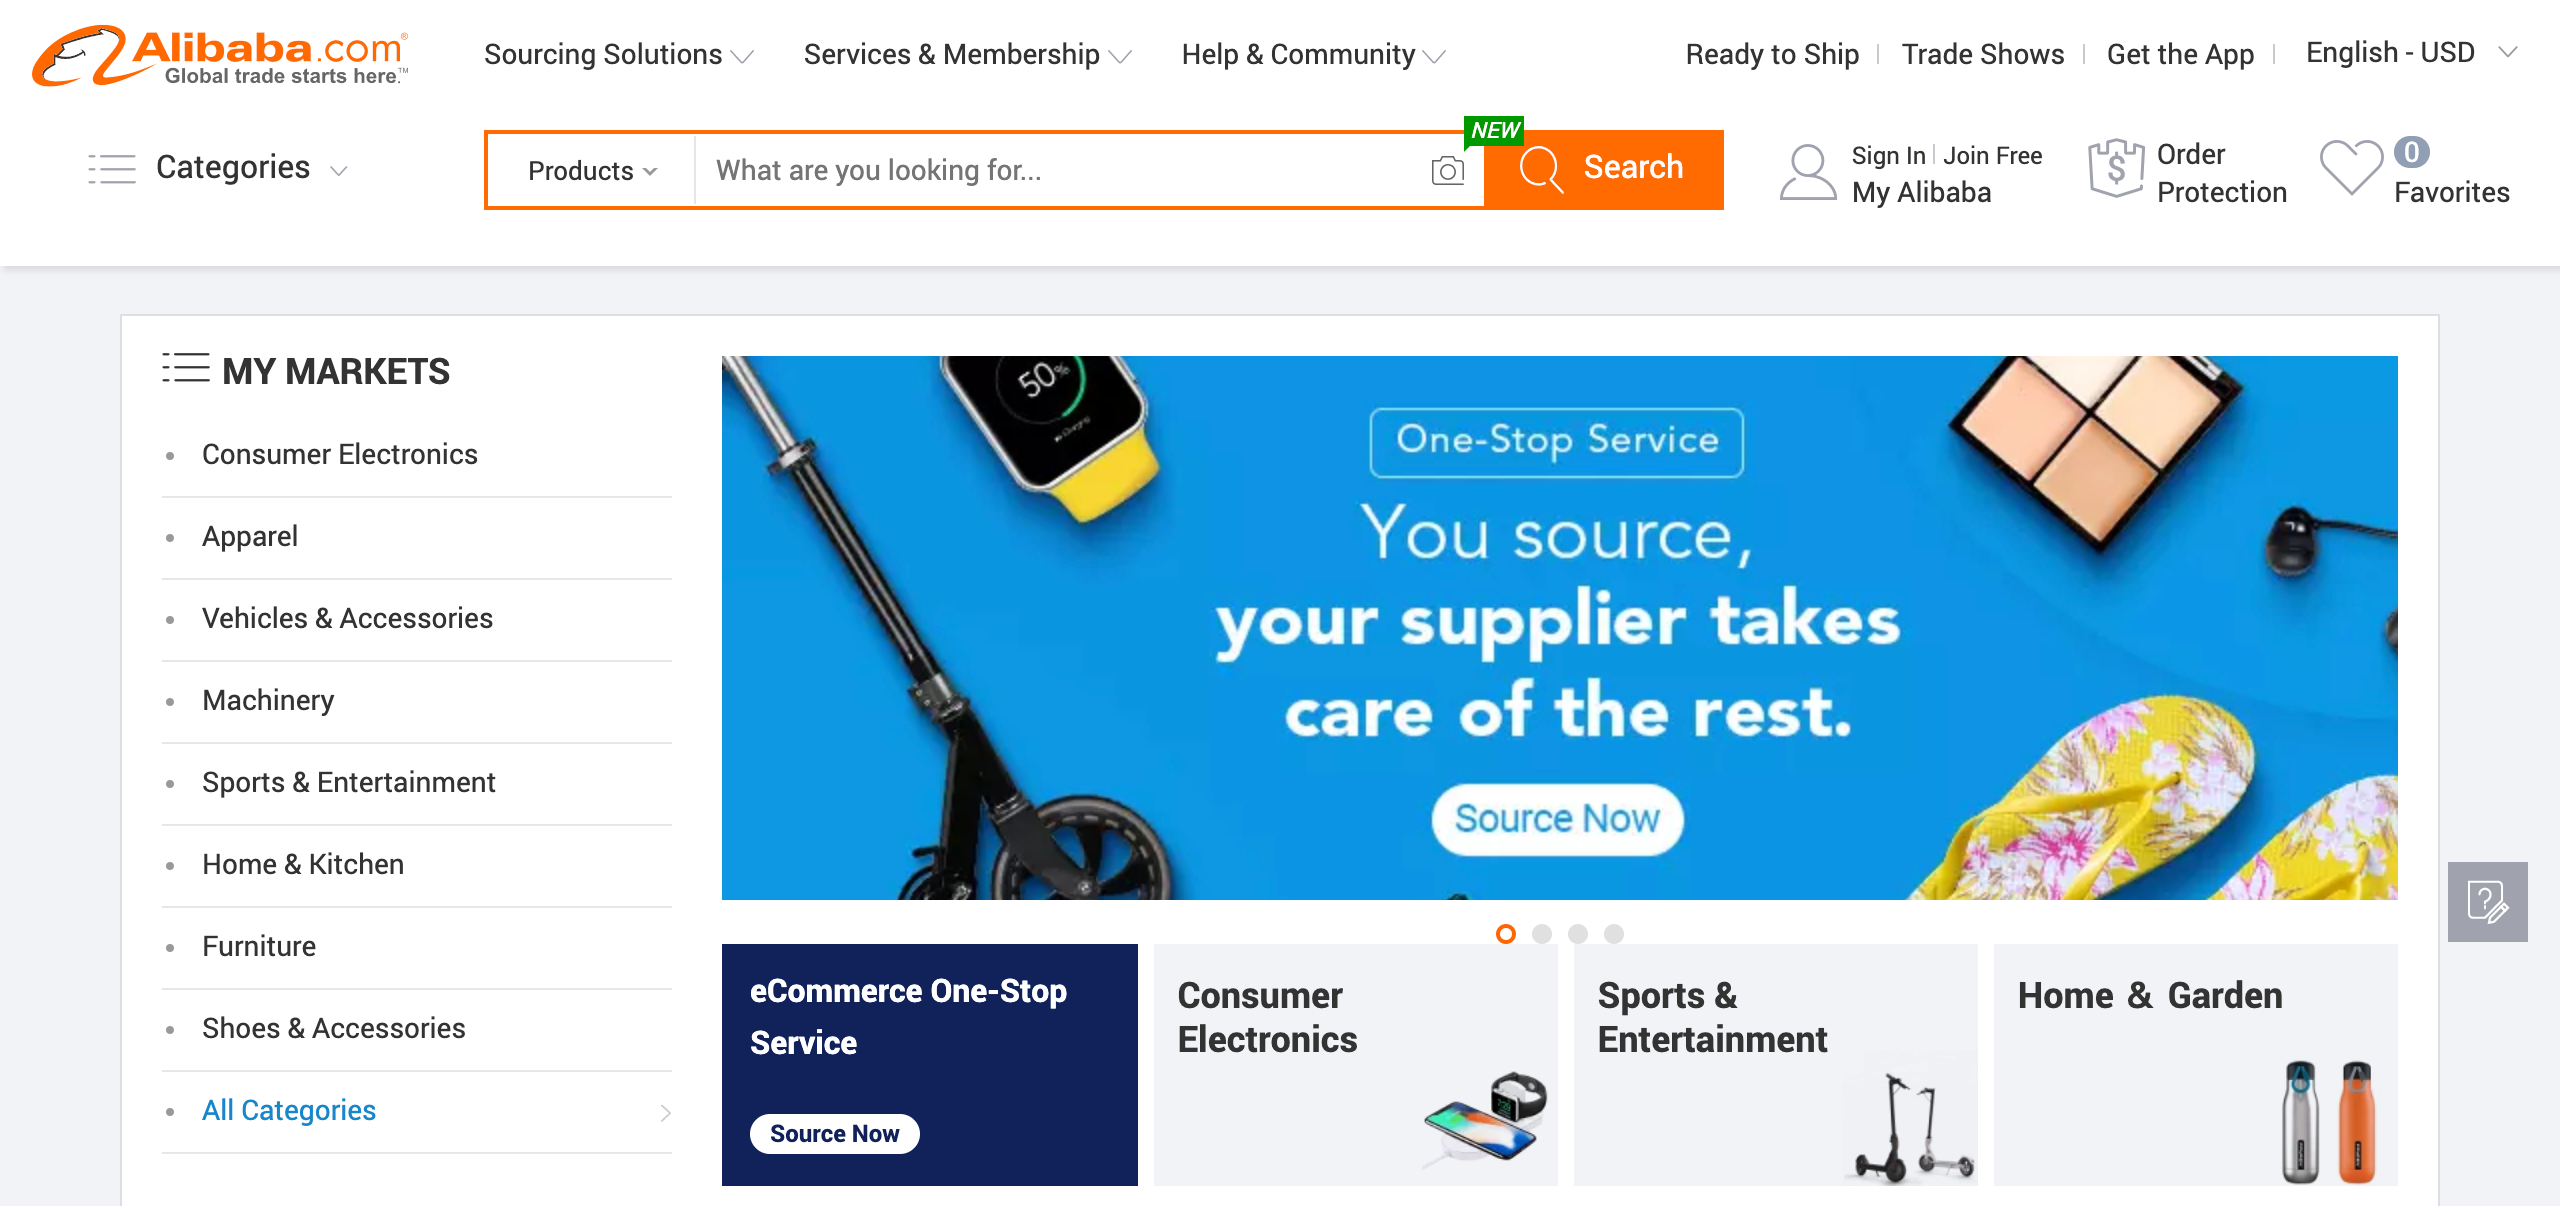 Alibaba.com®
Global trade starts here.™
Sourcing Solutions
Services & Membership
Help & Community
Ready to Ship
Trade Shows
Get the App
English - USD
Categories
Products
What are you looking for...
NEW
Search
Sign In
Join Free
My Alibaba
Order
Protection
0
Favorites
MY MARKETS
Consumer Electronics
Apparel
Vehicles & Accessories
Machinery
Sports & Entertainment
Home & Kitchen
Furniture
Shoes & Accessories
All Categories
50%
One-Stop Service
You source,
your supplier takes
care of the rest.
Source Now
eCommerce One-Stop
Service
Source Now
Consumer
Electronics
Sports &
Entertainment
Home & Garden